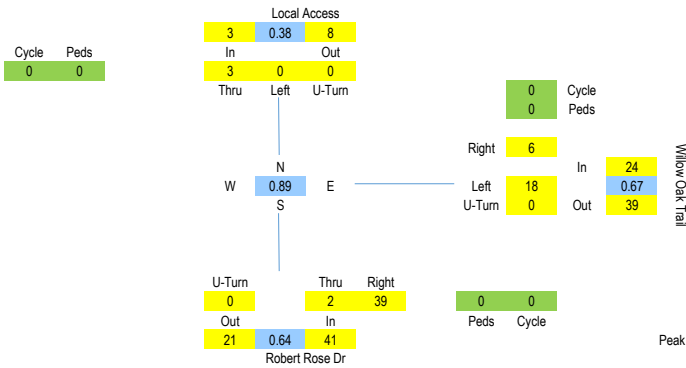 Local Access
3 0.38 8
Cycle Peds In Out
0 0 3 0 0
Thru Left U-Turn 0 Cycle
0 Peds
Right 6
In 24
N
W 0.89 E Left 18 0.67
S U-Turn 0 Out 39
Willow Oak Trail
U-Turn Thru Right
0 2 39 0 0
Out In Peds Cycle
21 0.64 41 Peak
Robert Rose Dr